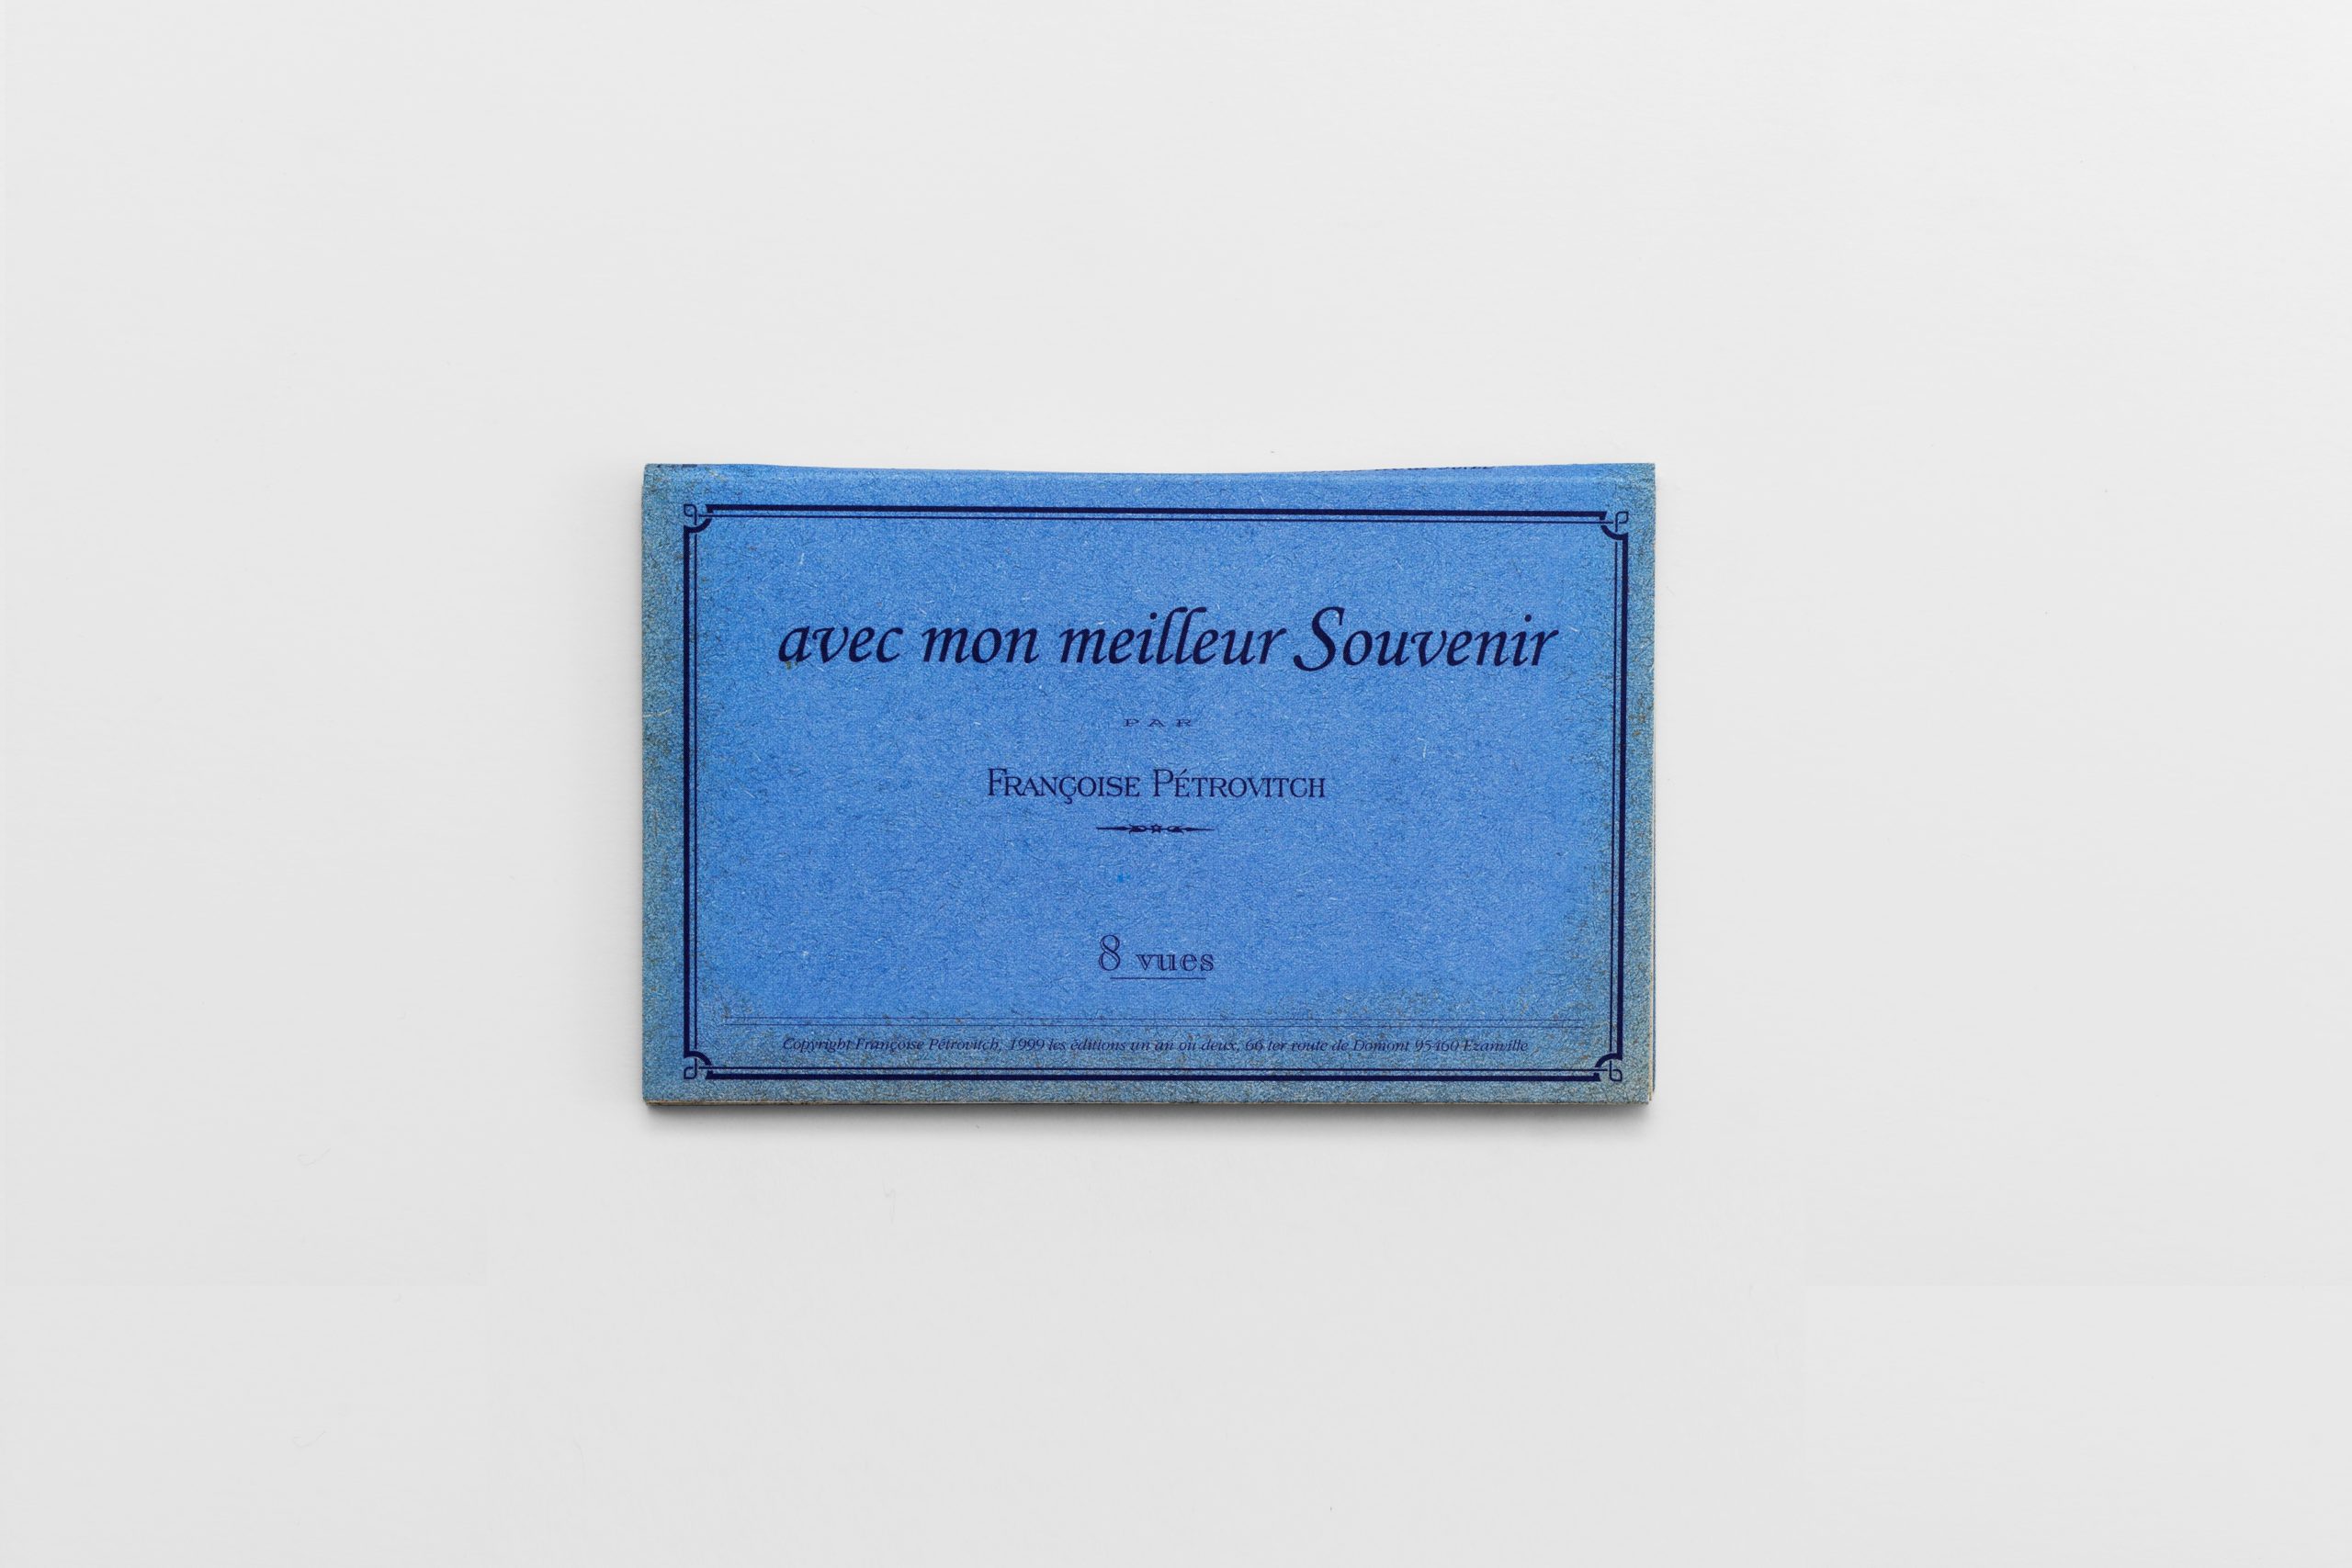 avec mon meilleur Souvenir
PAR
FRANÇOISE PÉTROVITCH
8 vues
Copyright Françoise Pétrovitch, 1999 les éditions un an ou deux, 66 ter route de Domont 95460 Ezanville